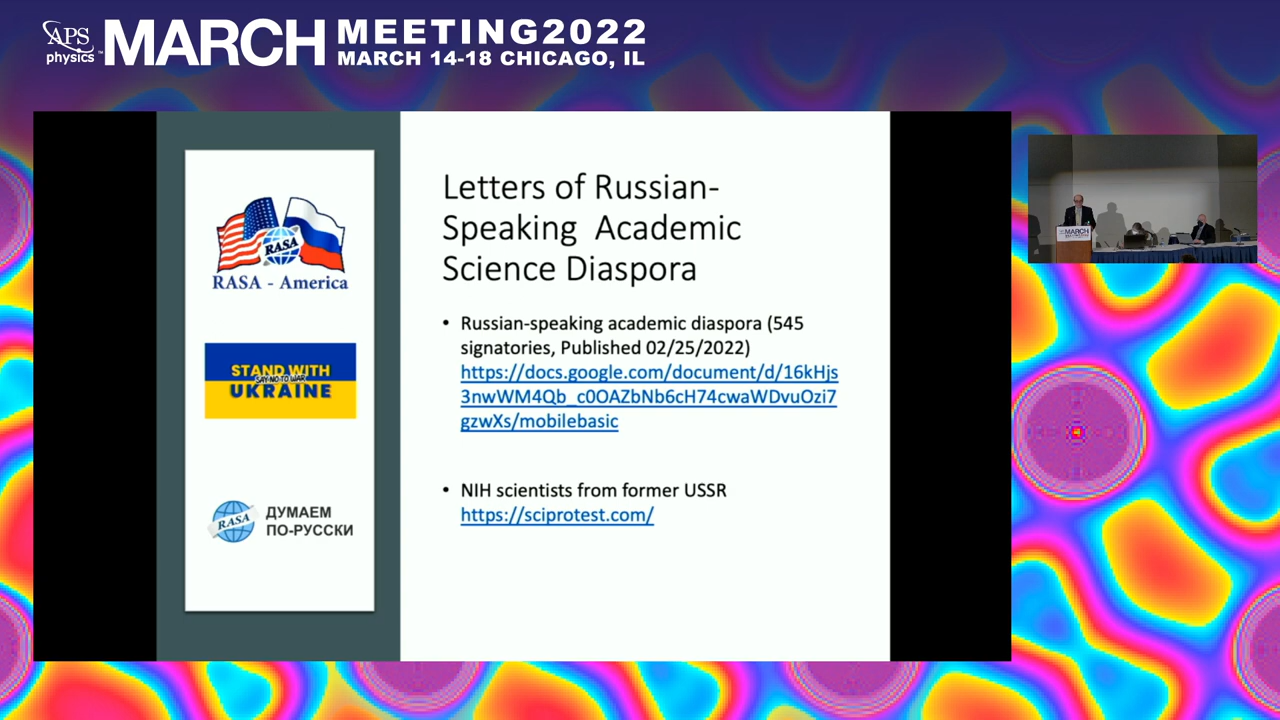 APS
physics
MARCH
MEETING2022
MARCH 14-18 CHICAGO, IL
RASA
RASA - America
STAND WITH
SAY NO TO WAR
UKRAINE
RASA
ДУМАЕМ
ПО-РУССКИ
Letters of Russian-
Speaking Academic
Science Diaspora
• Russian-speaking academic diaspora (545
signatories, Published 02/25/2022)
https://docs.google.com/document/d/16kHjs
3nwWM4Qb_c0OAZbNb6cH74cwaWDvuOzi7
gzwXs/mobilebasic
• NIH scientists from former USSR
https://sciprotest.com/
MARCH